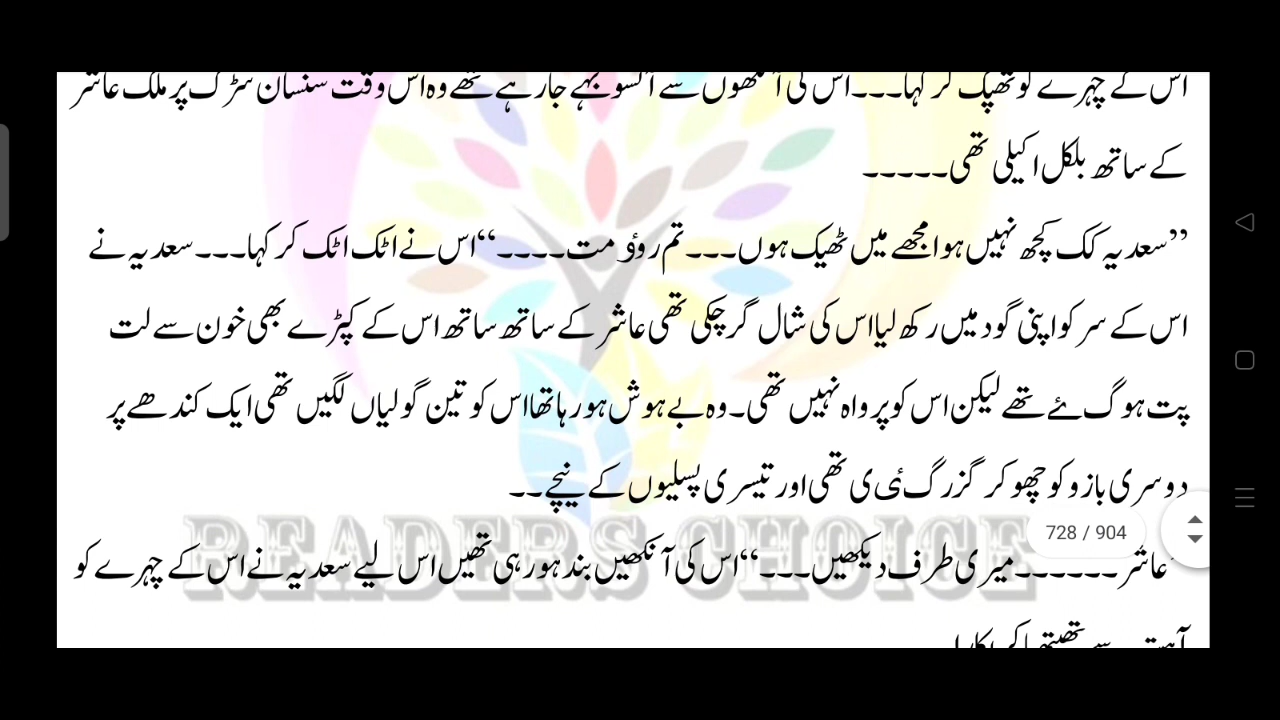 اس کے چہرے کو تھپک کر کہا۔۔۔اس کی آنکھوں سے آنسو بہے جا رہے تھے وہ اس وقت سنسان سڑک پر ملک عاشر
کے ساتھ بلکل اکیلی تھی۔۔۔۔۔
”سعدیہ کک کچھ نہیں ہوا مجھے میں ٹھیک ہوں۔۔۔تم روؤ مت۔۔۔۔“اس نے اٹک اٹک کر کہا۔۔۔سعدیہ نے
اس کے سر کو اپنی گود میں رکھ لیا اس کی شال گر چکی تھی عاشر کے ساتھ ساتھ اس کے کپڑے بھی خون سے لت
پت ہو گ ۓ تھے لیکن اس کو پرواہ نہیں تھی۔وہ بے ہوش ہو رہا تھا اس کو تین گولیاں لگیں تھی ایک کندھے پر
دوسری بازو کو چھو کر گزر گ ئ ی تھی اور تیسری پسلیوں کے نیچے۔۔
READERS CHOICE
728 / 904
”عاشر۔۔۔۔۔۔میری طرف دیکھیں۔۔۔“اس کی آنکھیں بند ہو رہی تھیں اس لیے سعدیہ نے اس کے چہرے کو